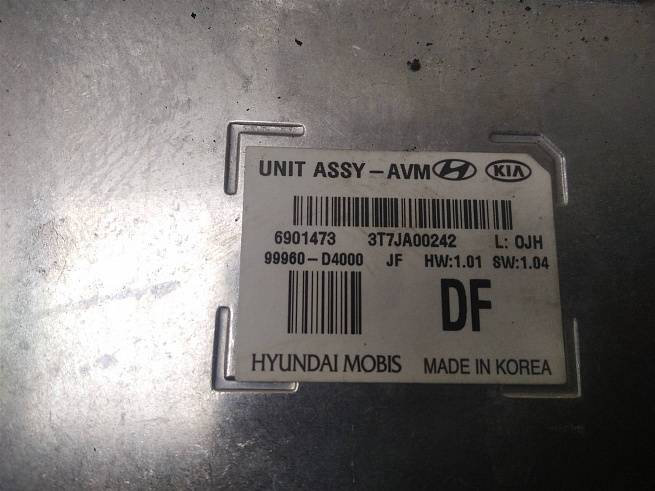 UNIT ASSY-AVM KIA
6901473 3T7JA00242 L: OJH
99960-D4000 JF HW:1.01 SW:1.04
DF
HYUNDAI MOBIS MADE IN KOREA